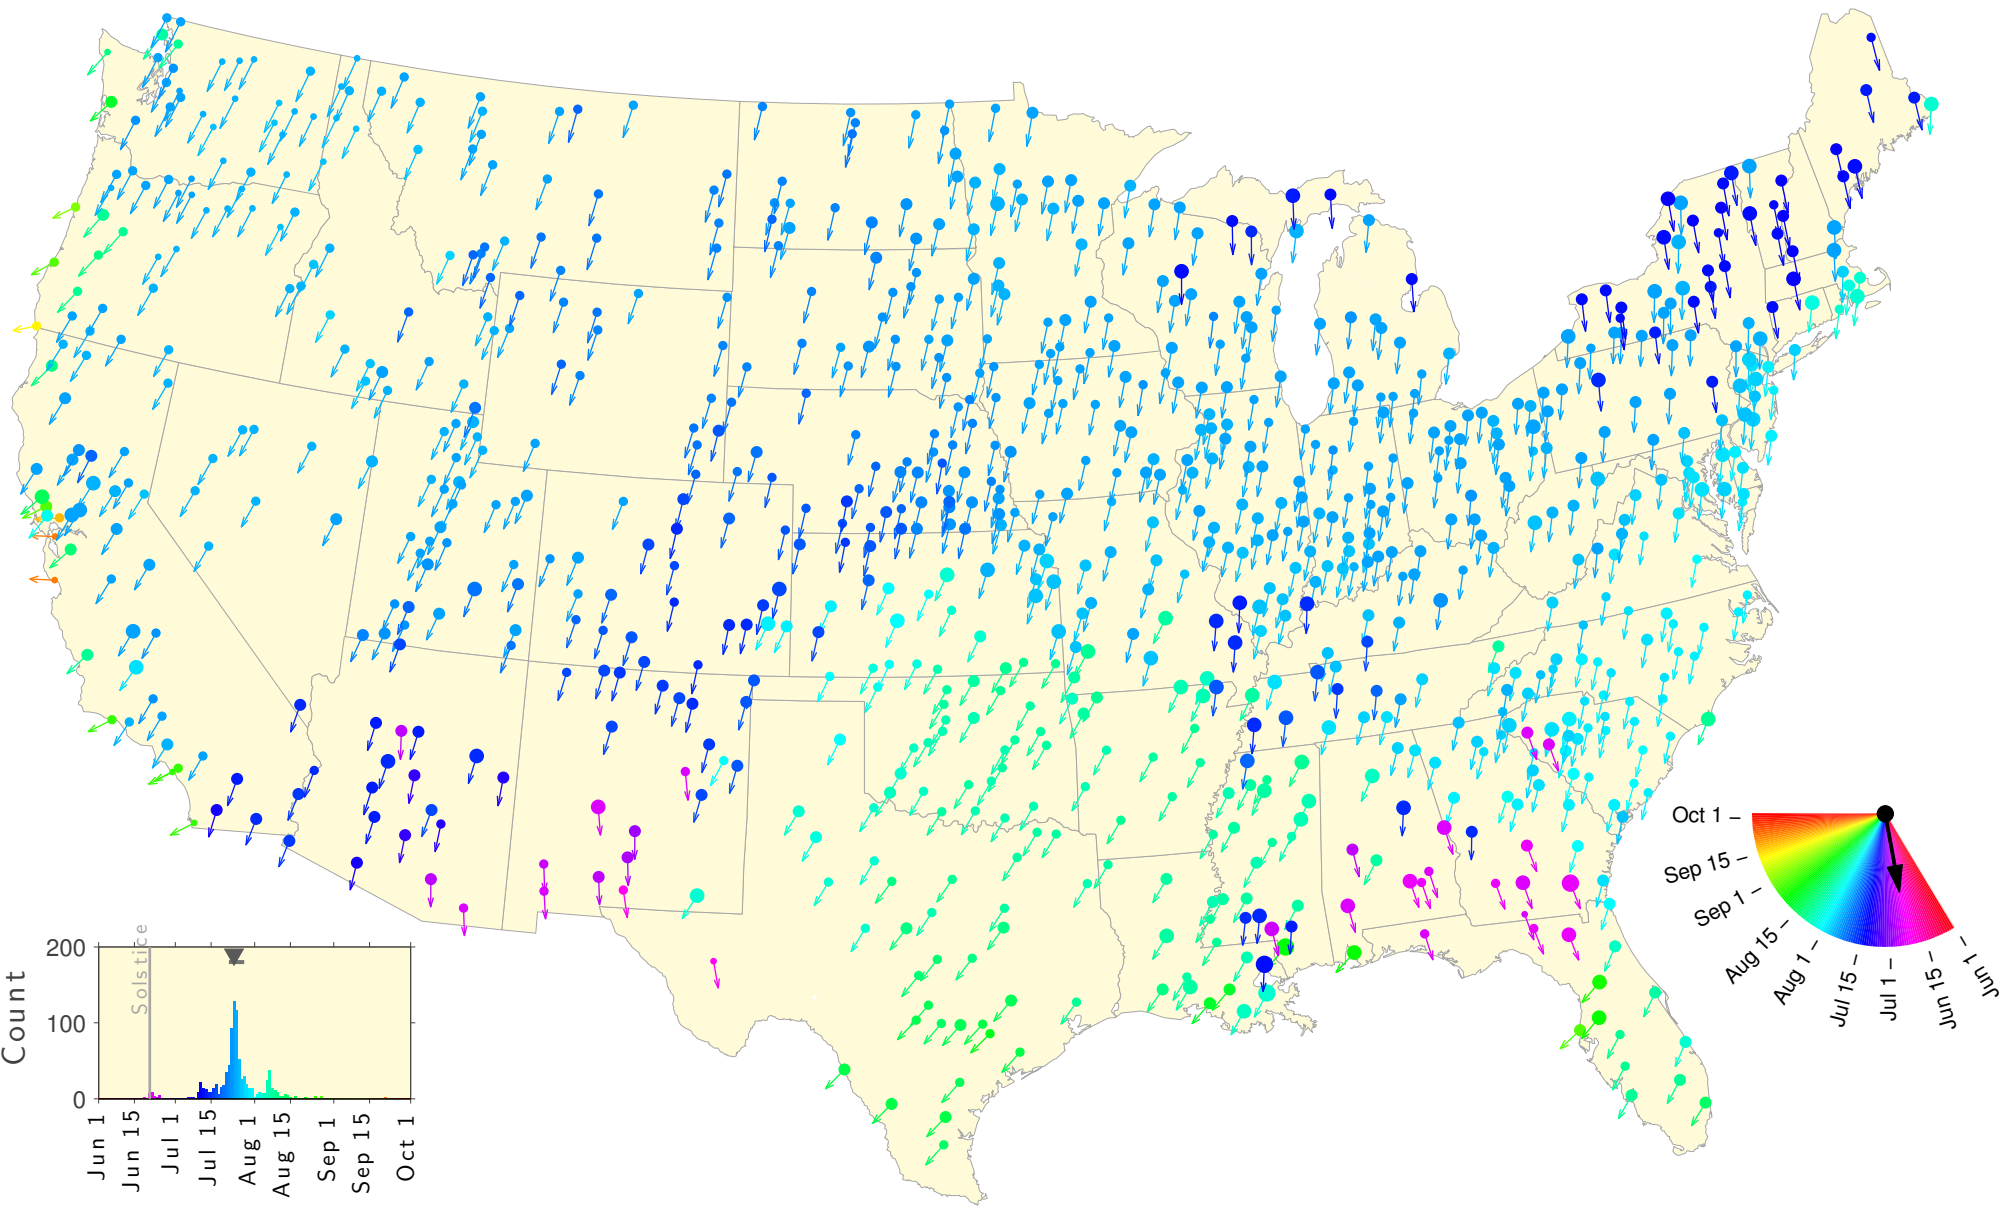 Oct 1 –
Sep 15 –
Sep 1 –
Aug 15 –
Aug 1 –
Jul 15 –
Jul 1 –
Jun 15 –
Jun 1 –
Solstice
200
100
0
Count
Jun 1
Jun 15
Jul 1
Jul 15
Aug 1
Aug 15
Sep 1
Sep 15
Oct 1